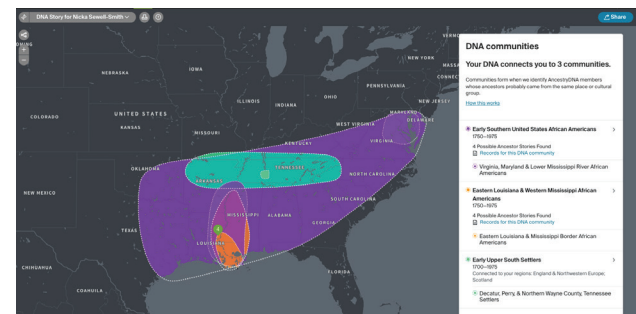 DNA Story for Nicka Sewell-Smith
Share
NEW YORK
IOWA
NEBRASKA
PENNSYLVANIA
OHIO
ILLINOIS
INDIANA
NEW JERSEY
MARYLAND
DELAWARE
COLORADO
UNITED STATES
KANSAS
MISSOURI
WEST VIRGINIA
VIRGINIA
KENTUCKY
OKLAHOMA
TENNESSEE
ARKANSAS
NORTH CAROLINA
NEW MEXICO
SOUTH CAROLINA
MISSISSIPPI
ALABAMA
GEORGIA
TEXAS
4
LOUISIANA
CHIHUAHUA
FLORIDA
COAHUILA
DNA communities
Your DNA connects you to 3 communities.
Communities form when we identify AncestryDNA members
whose ancestors probably came from the same place or cultural
group.
How this works
Early Southern United States African Americans
1750–1975
4 Possible Ancestor Stories Found
Records for this DNA community
Virginia, Maryland & Lower Mississippi River African
Americans
Eastern Louisiana & Western Mississippi African
Americans
1750–1975
4 Possible Ancestor Stories Found
Records for this DNA community
Eastern Louisiana & Mississippi Border African
Americans
Early Upper South Settlers
1700–1975
Connected to your regions: England & Northwestern Europe;
Scotland
Decatur, Perry, & Northern Wayne County, Tennessee
Settlers